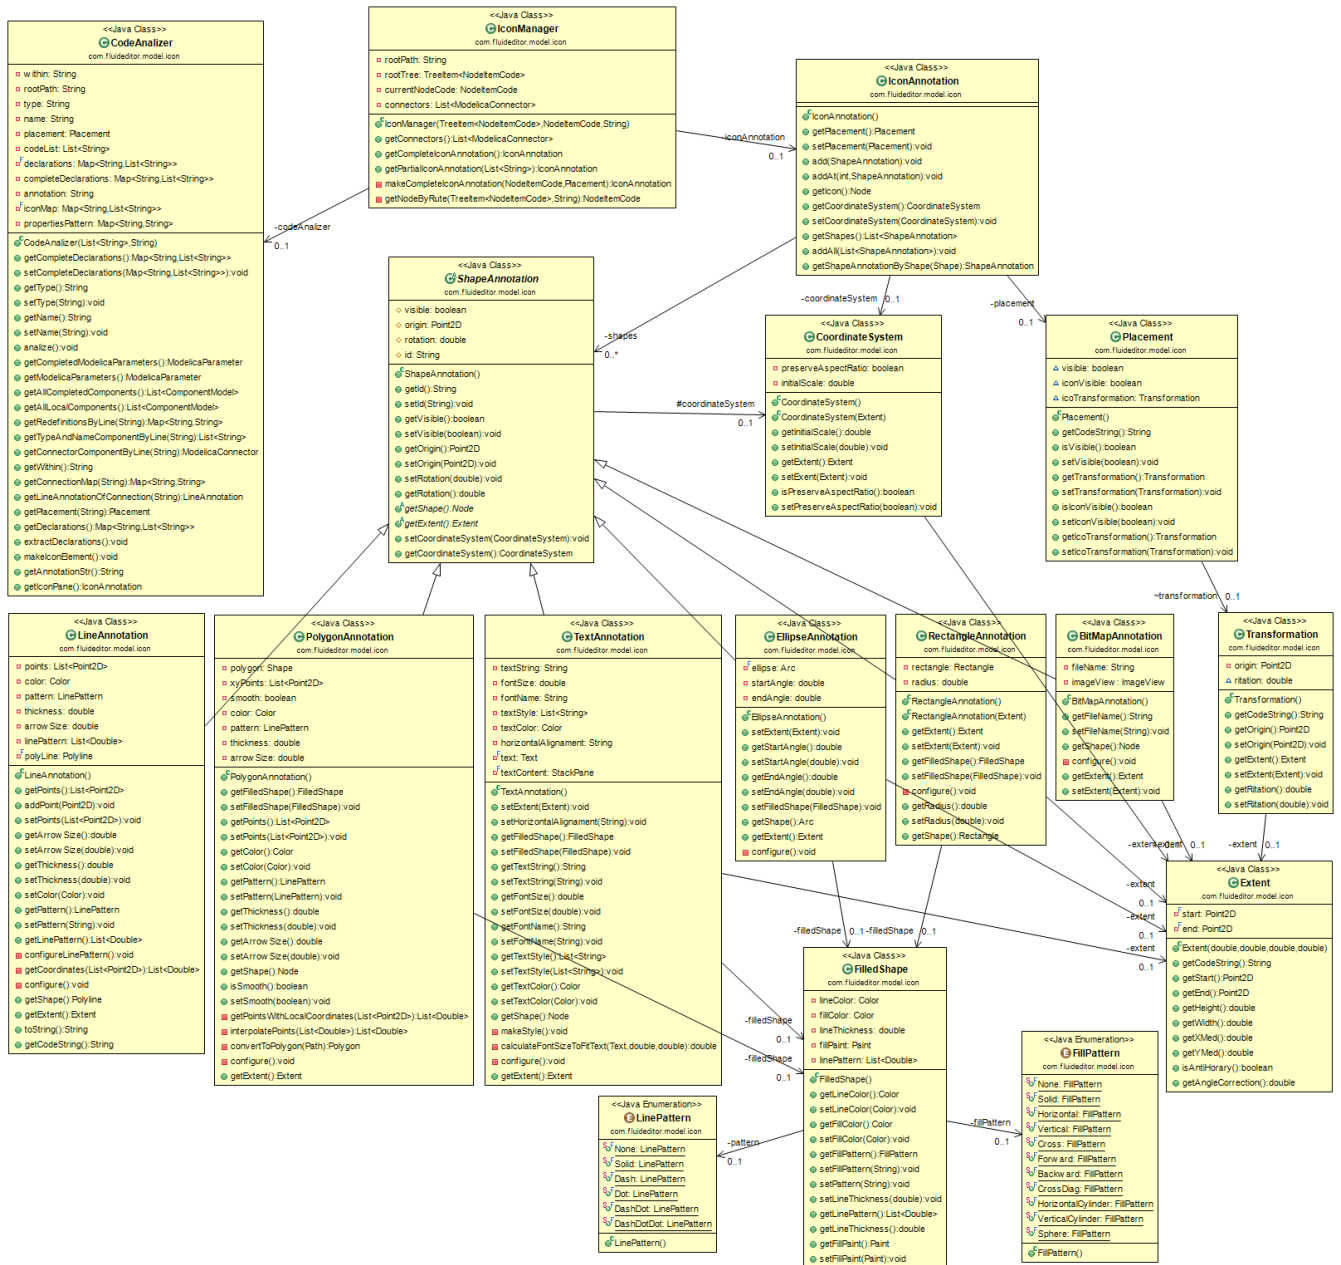 <<Java Class>>
CodeAnalizer
com.fluideditor.model.icon
within: String
rootPath: String
type: String
name: String
placement: Placement
codeList: List<String>
declarations: Map<String,List<String>>
completeDeclarations: Map<String,List<String>>
annotation: String
iconMap: Map<String,List<String>>
propertiesPattern: Map<String,String>
CodeAnalizer(List<String>,String)
getCompleteDeclarations():Map<String,List<String>>
setCompleteDeclarations(Map<String,List<String>>):void
getType():String
setType(String):void
getName():String
setName(String):void
analize():void
getCompletedModelicaParameters():ModelicaParameter
getModelicaParameters():ModelicaParameter
getAllCompletedComponents():List<ComponentModel>
getAllLocalComponents():List<ComponentModel>
getRedefinitionsByLine(String):Map<String,String>
getTypeAndNameComponentByLine(String):List<String>
getConnectorComponentByLine(String):ModelicaConnector
getWithin():String
getConnectionMap(String):Map<String,String>
getLineAnnotationOfConnection(String):LineAnnotation
getPlacement(String):Placement
getDeclarations():Map<String,List<String>>
extractDeclarations():void
makeIconElement():void
getAnnotationStr():String
getIconPane():IconAnnotation
<<Java Class>>
IconManager
com.fluideditor.model.icon
rootPath: String
rootTree: TreeItem<NodeItemCode>
currentNodeCode: NodeItemCode
connectors: List<ModelicaConnector>
IconManager(TreeItem<NodeItemCode>,NodeItemCode,String)
getConnectors():List<ModelicaConnector>
getCompleteIconAnnotation():IconAnnotation
getPartialIconAnnotation(List<String>):IconAnnotation
makeCompleteIconAnnotation(NodeItemCode,Placement):IconAnnotation
getNodeByRute(TreeItem<NodeItemCode>,String):NodeItemCode
-codeAnalizer
0..1
iconAnnotation
0..1
<<Java Class>>
IconAnnotation
com.fluideditor.model.icon
IconAnnotation()
getPlacement():Placement
setPlacement(Placement):void
add(ShapeAnnotation):void
addAt(int,ShapeAnnotation):void
getIcon():Node
getCoordinateSystem():CoordinateSystem
setCoordinateSystem(CoordinateSystem):void
getShapes():List<ShapeAnnotation>
addAll(List<ShapeAnnotation>):void
getShapeAnnotationByShape(Shape):ShapeAnnotation
-shapes
0..*
-coordinateSystem
0..1
-placement
0..1
<<Java Class>>
ShapeAnnotation
com.fluideditor.model.icon
visible: boolean
origin: Point2D
rotation: double
id: String
ShapeAnnotation()
getId():String
setId(String):void
getVisible():boolean
setVisible(boolean):void
getOrigin():Point2D
setOrigin(Point2D):void
setRotation(double):void
getRotation():double
getShape():Node
getExtent():Extent
setCoordinateSystem(CoordinateSystem):void
getCoordinateSystem():CoordinateSystem
#coordinateSystem
0..1
<<Java Class>>
CoordinateSystem
com.fluideditor.model.icon
preserveAspectRatio: boolean
initialScale: double
CoordinateSystem()
CoordinateSystem(Extent)
getInitialScale():double
setInitialScale(double):void
getExtent():Extent
setExent(Extent):void
isPreserveAspectRatio():boolean
setPreserveAspectRatio(boolean):void
<<Java Class>>
Placement
com.fluideditor.model.icon
visible: boolean
iconVisible: boolean
icoTransformation: Transformation
Placement()
getCodeString():String
isVisible():boolean
setVisible(boolean):void
getTransformation():Transformation
setTransformation(Transformation):void
isIconVisible():boolean
setIconVisible(boolean):void
getIcoTransformation():Transformation
setIcoTransformation(Transformation):void
~transformation
0..1
<<Java Class>>
LineAnnotation
com.fluideditor.model.icon
points: List<Point2D>
color: Color
pattern: LinePattern
thickness: double
arrowSize: double
linePattern: List<Double>
polyLine: Polyline
LineAnnotation()
getPoints():List<Point2D>
addPoint(Point2D):void
setPoints(List<Point2D>):void
getArrowSize():double
setArrowSize(double):void
getThickness():double
setThickness(double):void
setColor(Color):void
getPattern():LinePattern
setPattern(String):void
getLinePattern():List<Double>
configureLinePattern():void
getCoordinates(List<Point2D>):List<Double>
configure():void
getShape():Polyline
getExtent():Extent
toString():String
getCodeString():String
<<Java Class>>
PolygonAnnotation
com.fluideditor.model.icon
polygon: Shape
xyPoints: List<Point2D>
smooth: boolean
color: Color
pattern: LinePattern
thickness: double
arrowSize: double
PolygonAnnotation()
getFilledShape():FilledShape
setFilledShape(FilledShape):void
getPoints():List<Point2D>
setPoints(List<Point2D>):void
getColor():Color
setColor(Color):void
getPattern():LinePattern
setPattern(LinePattern):void
getThickness():double
setThickness(double):void
getArrowSize():double
setArrowSize(double):void
getShape():Node
isSmooth():boolean
setSmooth(boolean):void
getPointsWithLocalCoordinates(List<Point2D>):List<Double>
interpolatePoints(List<Double>):List<Double>
convertToPolygon(Path):Polygon
configure():void
getExtent():Extent
<<Java Class>>
TextAnnotation
com.fluideditor.model.icon
textString: String
fontSize: double
fontName: String
textStyle: List<String>
textColor: Color
horizontalAlignament: String
text: Text
textContent: StackPane
TextAnnotation()
setExtent(Extent):void
setHorizontalAlignament(String):void
getFilledShape():FilledShape
setFilledShape(FilledShape):void
getTextString():String
setTextString(String):void
getFontSize():double
setFontSize(double):void
getFontName():String
setFontName(String):void
getTextStyle():List<String>
setTextStyle(List<String>):void
getTextColor():Color
setTextColor(Color):void
getShape():Node
makeStyle():void
calculateFontSizeToFitText(Text,double,double):double
configure():void
getExtent():Extent
<<Java Class>>
EllipseAnnotation
com.fluideditor.model.icon
ellipse: Arc
startAngle: double
endAngle: double
EllipseAnnotation()
setExtent(Extent):void
getStartAngle():double
setStartAngle(double):void
getEndAngle():double
setEndAngle(double):void
setFilledShape(FilledShape):void
getShape():Arc
getExtent():Extent
configure():void
<<Java Class>>
RectangleAnnotation
com.fluideditor.model.icon
rectangle: Rectangle
radius: double
RectangleAnnotation()
RectangleAnnotation(Extent)
getExtent():Extent
setExtent(Extent):void
getFilledShape():FilledShape
setFilledShape(FilledShape):void
configure():void
getRadius():double
setRadius(double):void
getShape():Rectangle
<<Java Class>>
BitMapAnnotation
com.fluideditor.model.icon
fileName: String
imageView: ImageView
BitMapAnnotation()
getFileName():String
setFileName(String):void
getShape():Node
configure():void
getExtent():Extent
setExtent(Extent):void
<<Java Class>>
Transformation
com.fluideditor.model.icon
origin: Point2D
ritation: double
Transformation()
getCodeString():String
getOrigin():Point2D
setOrigin(Point2D):void
getExtent():Extent
setExtent(Extent):void
getRitation():double
setRitation(double):void
-extent
0..1
-extent
0..1
-extent
0..1
-extent
0..1
-extent
0..1
<<Java Class>>
Extent
com.fluideditor.model.icon
start: Point2D
end: Point2D
Extent(double,double,double,double)
getCodeString():String
getStart():Point2D
getEnd():Point2D
getHeight():double
getWidth():double
getXMed():double
getYMed():double
isAntiHorary():boolean
getAngleCorrection():double
-filledShape
0..1
-filledShape
0..1
-filledShape
0..1
-filledShape
0..1
<<Java Class>>
FilledShape
com.fluideditor.model.icon
lineColor: Color
fillColor: Color
lineThickness: double
fillPaint: Paint
linePattern: List<Double>
FilledShape()
getLineColor():Color
setLineColor(Color):void
getFillColor():Color
setFillColor(Color):void
getFillPattern():FillPattern
setFillPattern(String):void
setPattern(String):void
setLineThickness(double):void
getLinePattern():List<Double>
getLineThickness():double
getFillPaint():Paint
setFillPaint(Paint):void
-pattern
0..1
-fillPattern
0..1
<<Java Enumeration>>
LinePattern
com.fluideditor.model.icon
None: LinePattern
Solid: LinePattern
Dash: LinePattern
Dot: LinePattern
DashDot: LinePattern
DashDotDot: LinePattern
LinePattern()
<<Java Enumeration>>
FillPattern
com.fluideditor.model.icon
None: FillPattern
Solid: FillPattern
Horizontal: FillPattern
Vertical: FillPattern
Cross: FillPattern
Forward: FillPattern
Backward: FillPattern
CrossDiag: FillPattern
HorizontalCylinder: FillPattern
VerticalCylinder: FillPattern
Sphere: FillPattern
FillPattern()